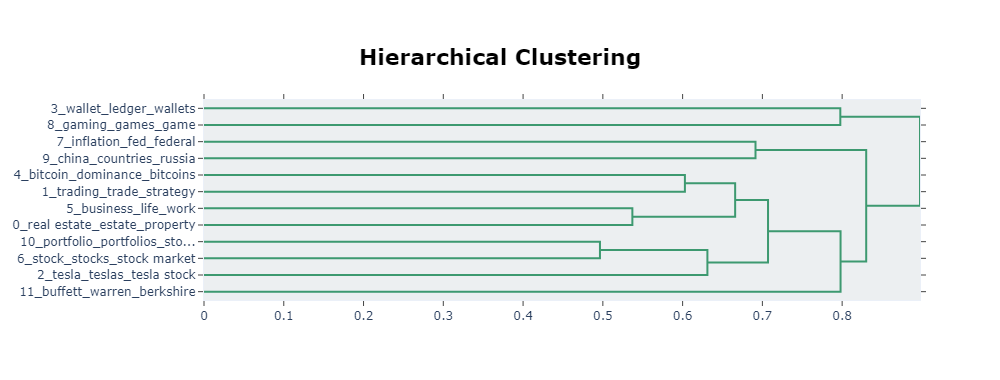 Hierarchical Clustering
3_wallet_ledger_wallets
8_gaming_games_game
7_inflation_fed_federal
9_china_countries_russia
4_bitcoin_dominance_bitcoins
1_trading_trade_strategy
5_business_life_work
0_real estate_estate_property
10_portfolio_portfolios_sto...
6_stock_stocks_stock market
2_tesla_teslas_tesla stock
11_buffett_warren_berkshire
0 0.1 0.2 0.3 0.4 0.5 0.6 0.7 0.8